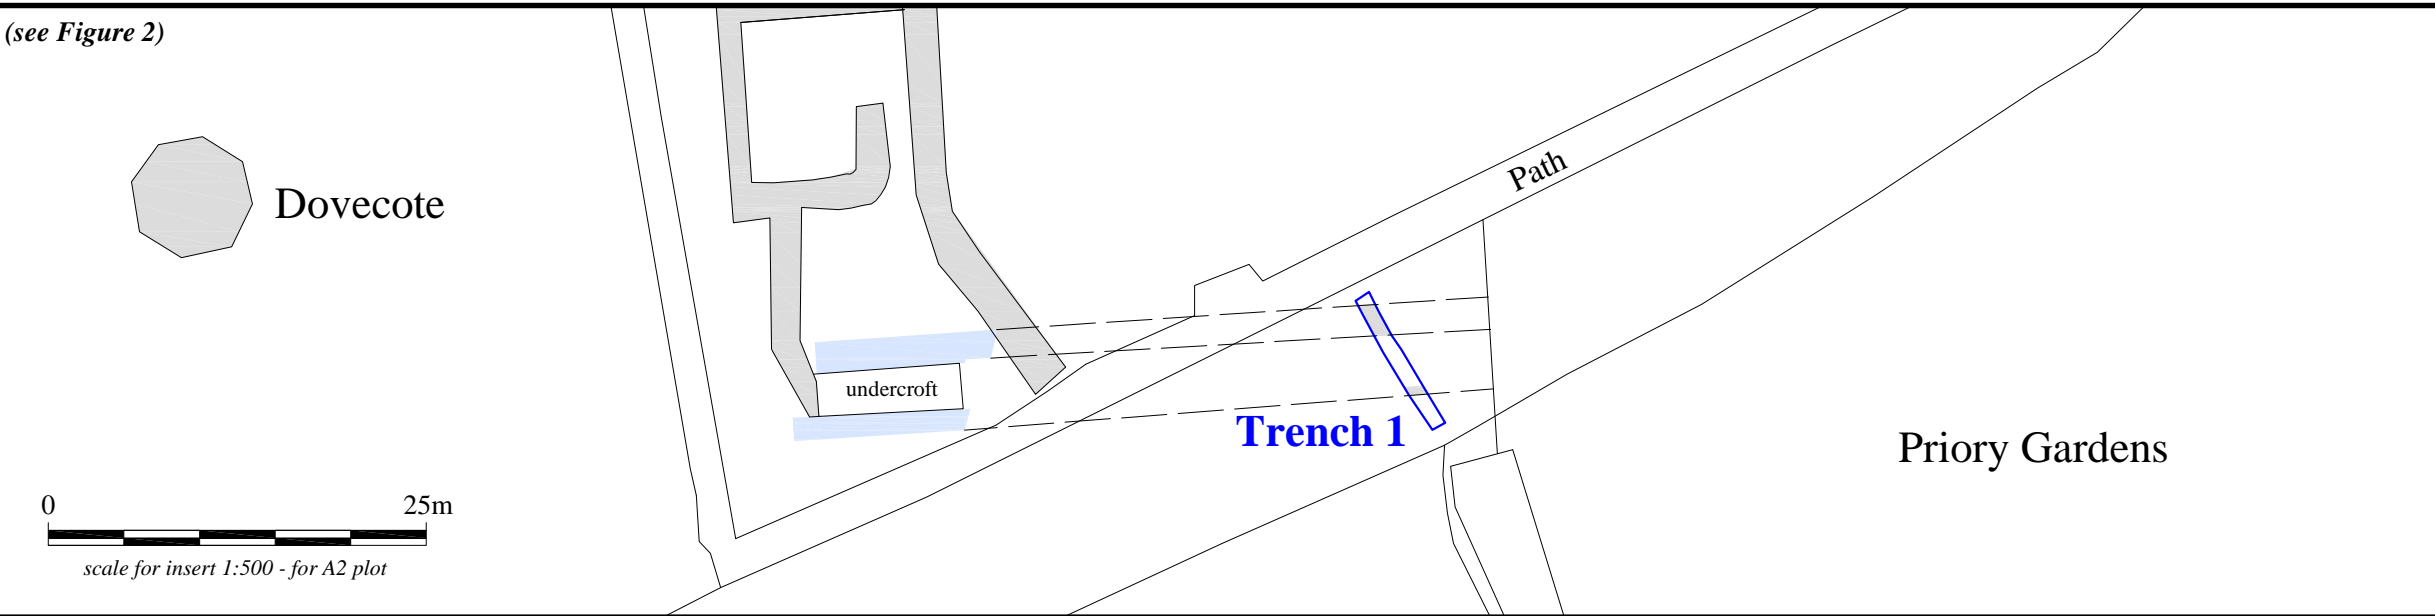 (see Figure 2)
Dovecote
Path
undercroft
Trench 1
Priory Gardens
0 25m
scale for insert 1:500 - for A2 plot